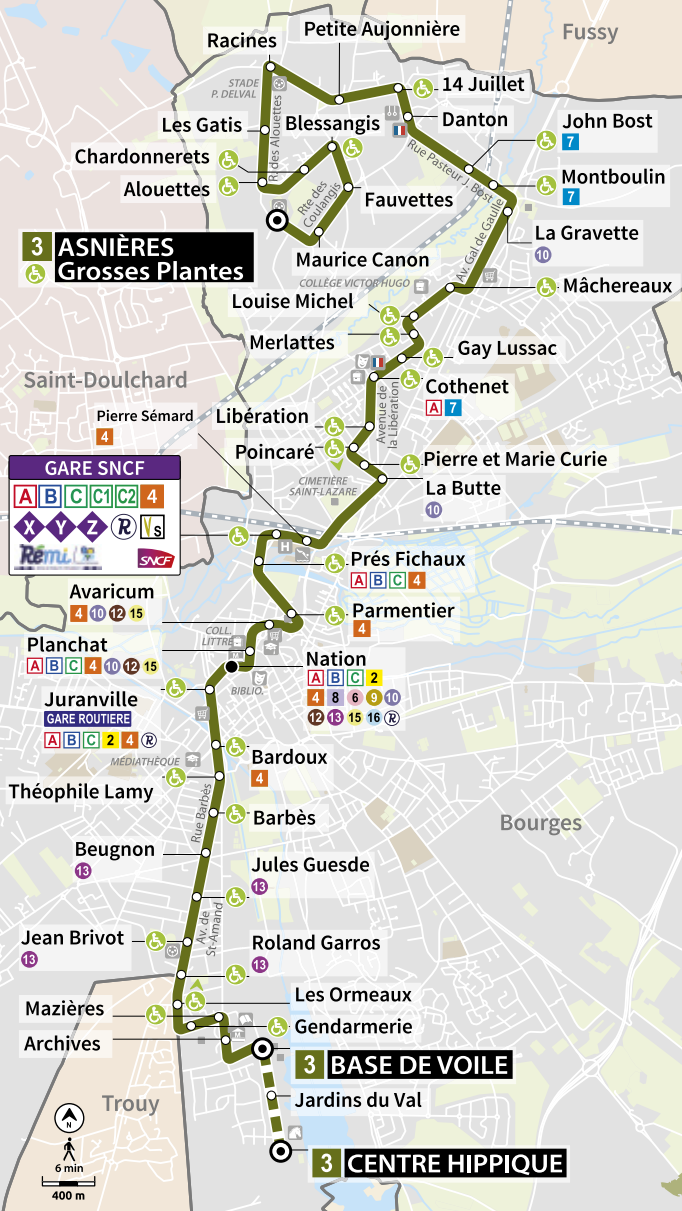 Petite Aujonnière
Fussy
Racines
STADE
P. DELVAL
14 Juillet
Les Gatis
R. des Alouettes
Blessangis
Danton
John Bost
7
Chardonnerets
Rue Pasteur J. Bost
Alouettes
Rte des
Coulangis
Fauvettes
Montboulin
7
La Gravette
10
3 ASNIÈRES
Grosses Plantes
Maurice Canon
Av. Gal de Gaulle
COLLÈGE VICTOR HUGO
Mâchereaux
Louise Michel
Merlattes
Gay Lussac
Saint-Doulchard
Cothenet
A 7
Pierre Sémard
4
Libération
Avenue de
la Libération
Poincaré
Pierre et Marie Curie
GARE SNCF
A B C C1 C2 4
X Y Z R Vs
Rémi
SNCF
CIMETIÈRE
SAINT-LAZARE
La Butte
10
H
Prés Fichaux
A B C 4
Avaricum
4 10 12 15
Parmentier
4
COLL.
LITTRÉ
Planchat
A B C 4 10 12 15
Nation
A B C 2
4 8 6 9 10
12 13 15 16 R
BIBLIO.
Juranville
GARE ROUTIERE
A B C 2 4 R
Bardoux
4
MÉDIATHÈQUE
Théophile Lamy
Rue Barbès
Barbès
Bourges
Beugnon
13
Jules Guesde
13
Av. de
St-Amand
Jean Brivot
13
Roland Garros
13
Les Ormeaux
Mazières
Gendarmerie
Archives
3 BASE DE VOILE
Trouy
Jardins du Val
N
6 min
400 m
3 CENTRE HIPPIQUE